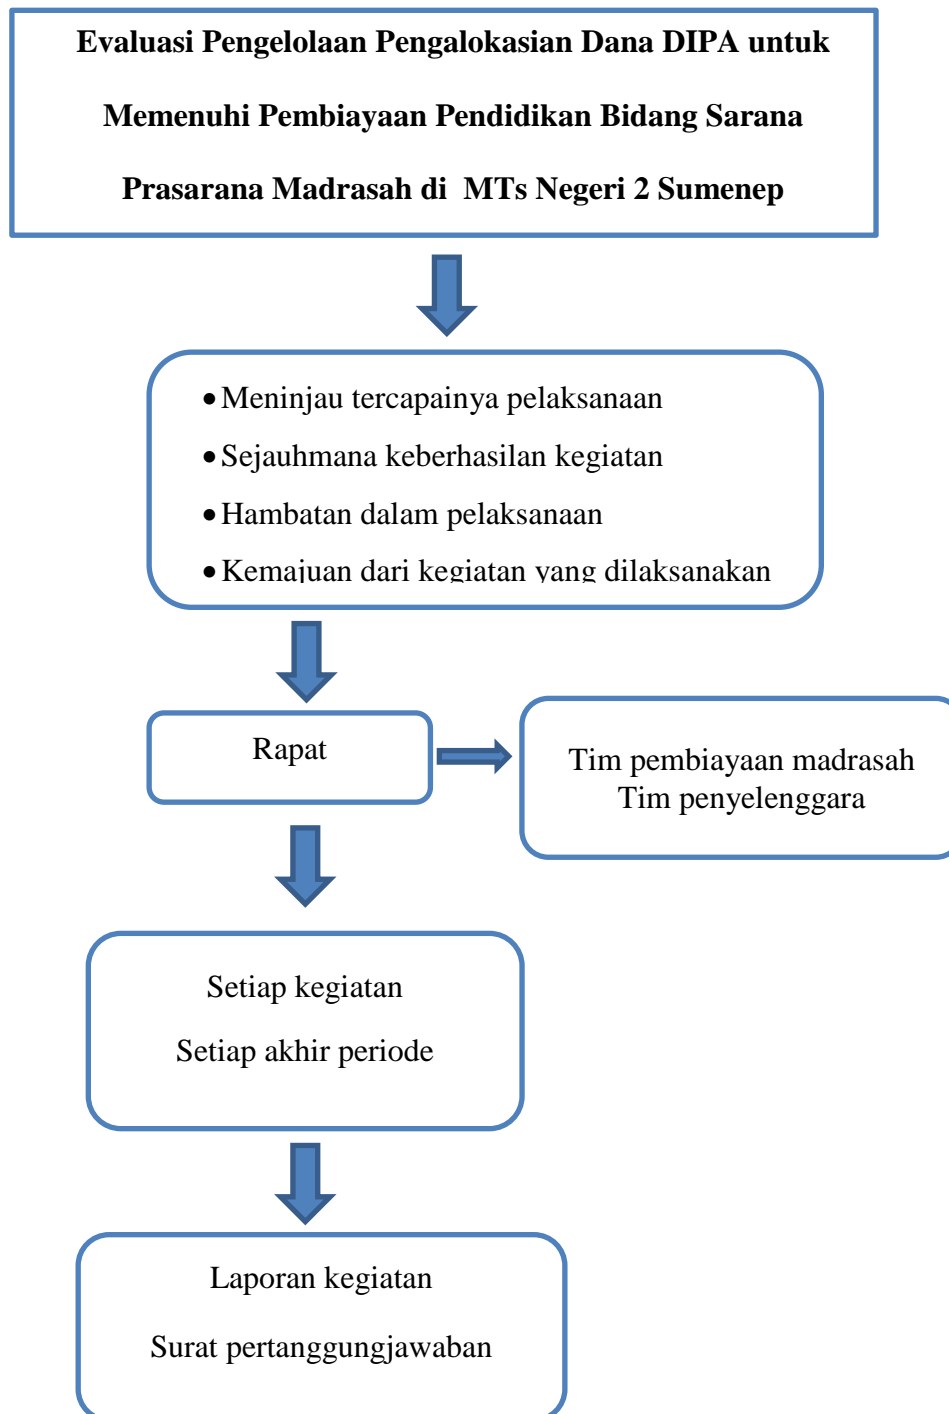 Evaluasi Pengelolaan Pengalokasian Dana DIPA untuk
Memenuhi Pembiayaan Pendidikan Bidang Sarana
Prasarana Madrasah di MTs Negeri 2 Sumenep
• Meninjau tercapainya pelaksanaan
• Sejauhmana keberhasilan kegiatan
• Hambatan dalam pelaksanaan
• Kemajuan dari kegiatan yang dilaksanakan
Rapat
Tim pembiayaan madrasah
Tim penyelenggara
Setiap kegiatan
Setiap akhir periode
Laporan kegiatan
Surat pertanggungjawaban